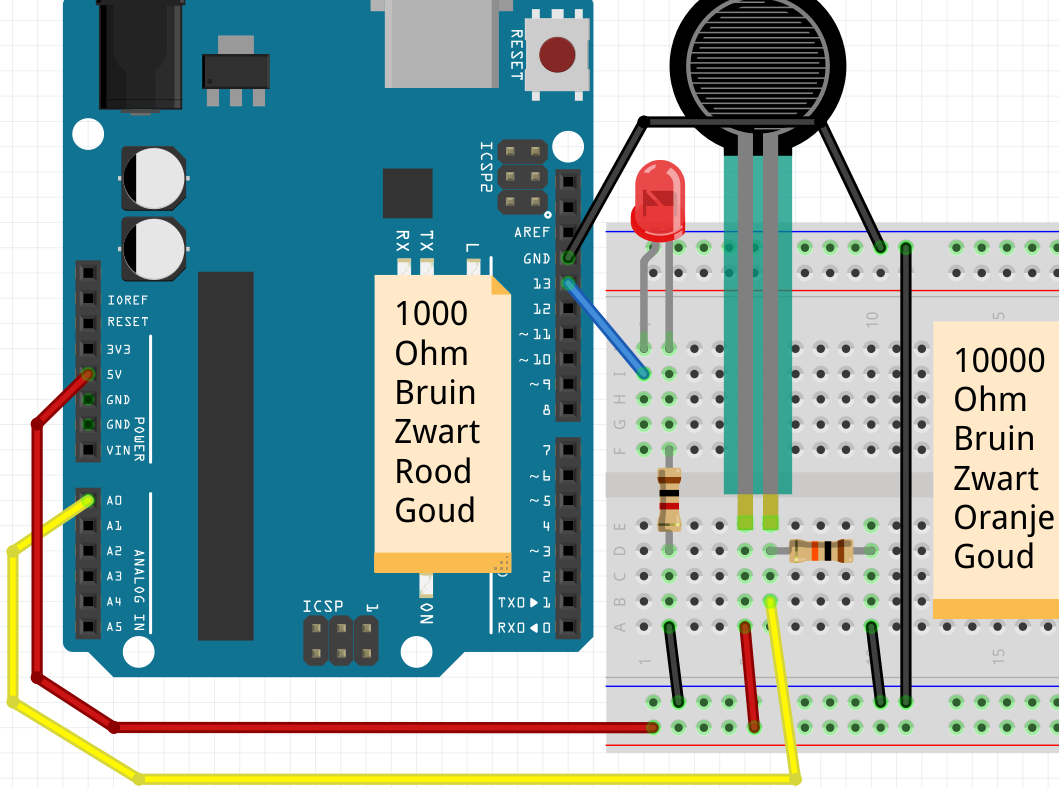 RESET
ICSP2
AREF
GND
13
12
~11
~10
~9
8
7
~6
~5
4
~3
2
TX0▶1
RX0◀0
RX
TX
L
IOREF
RESET
3V3
5V
GND
GND
VIN
POWER
A0
A1
A2
A3
A4
A5
ANALOG IN
ICSP
1
ON
1000
Ohm
Bruin
Zwart
Rood
Goud
10
5
I
H
G
F
E
D
C
B
A
1
15
10000
Ohm
Bruin
Zwart
Oranje
Goud